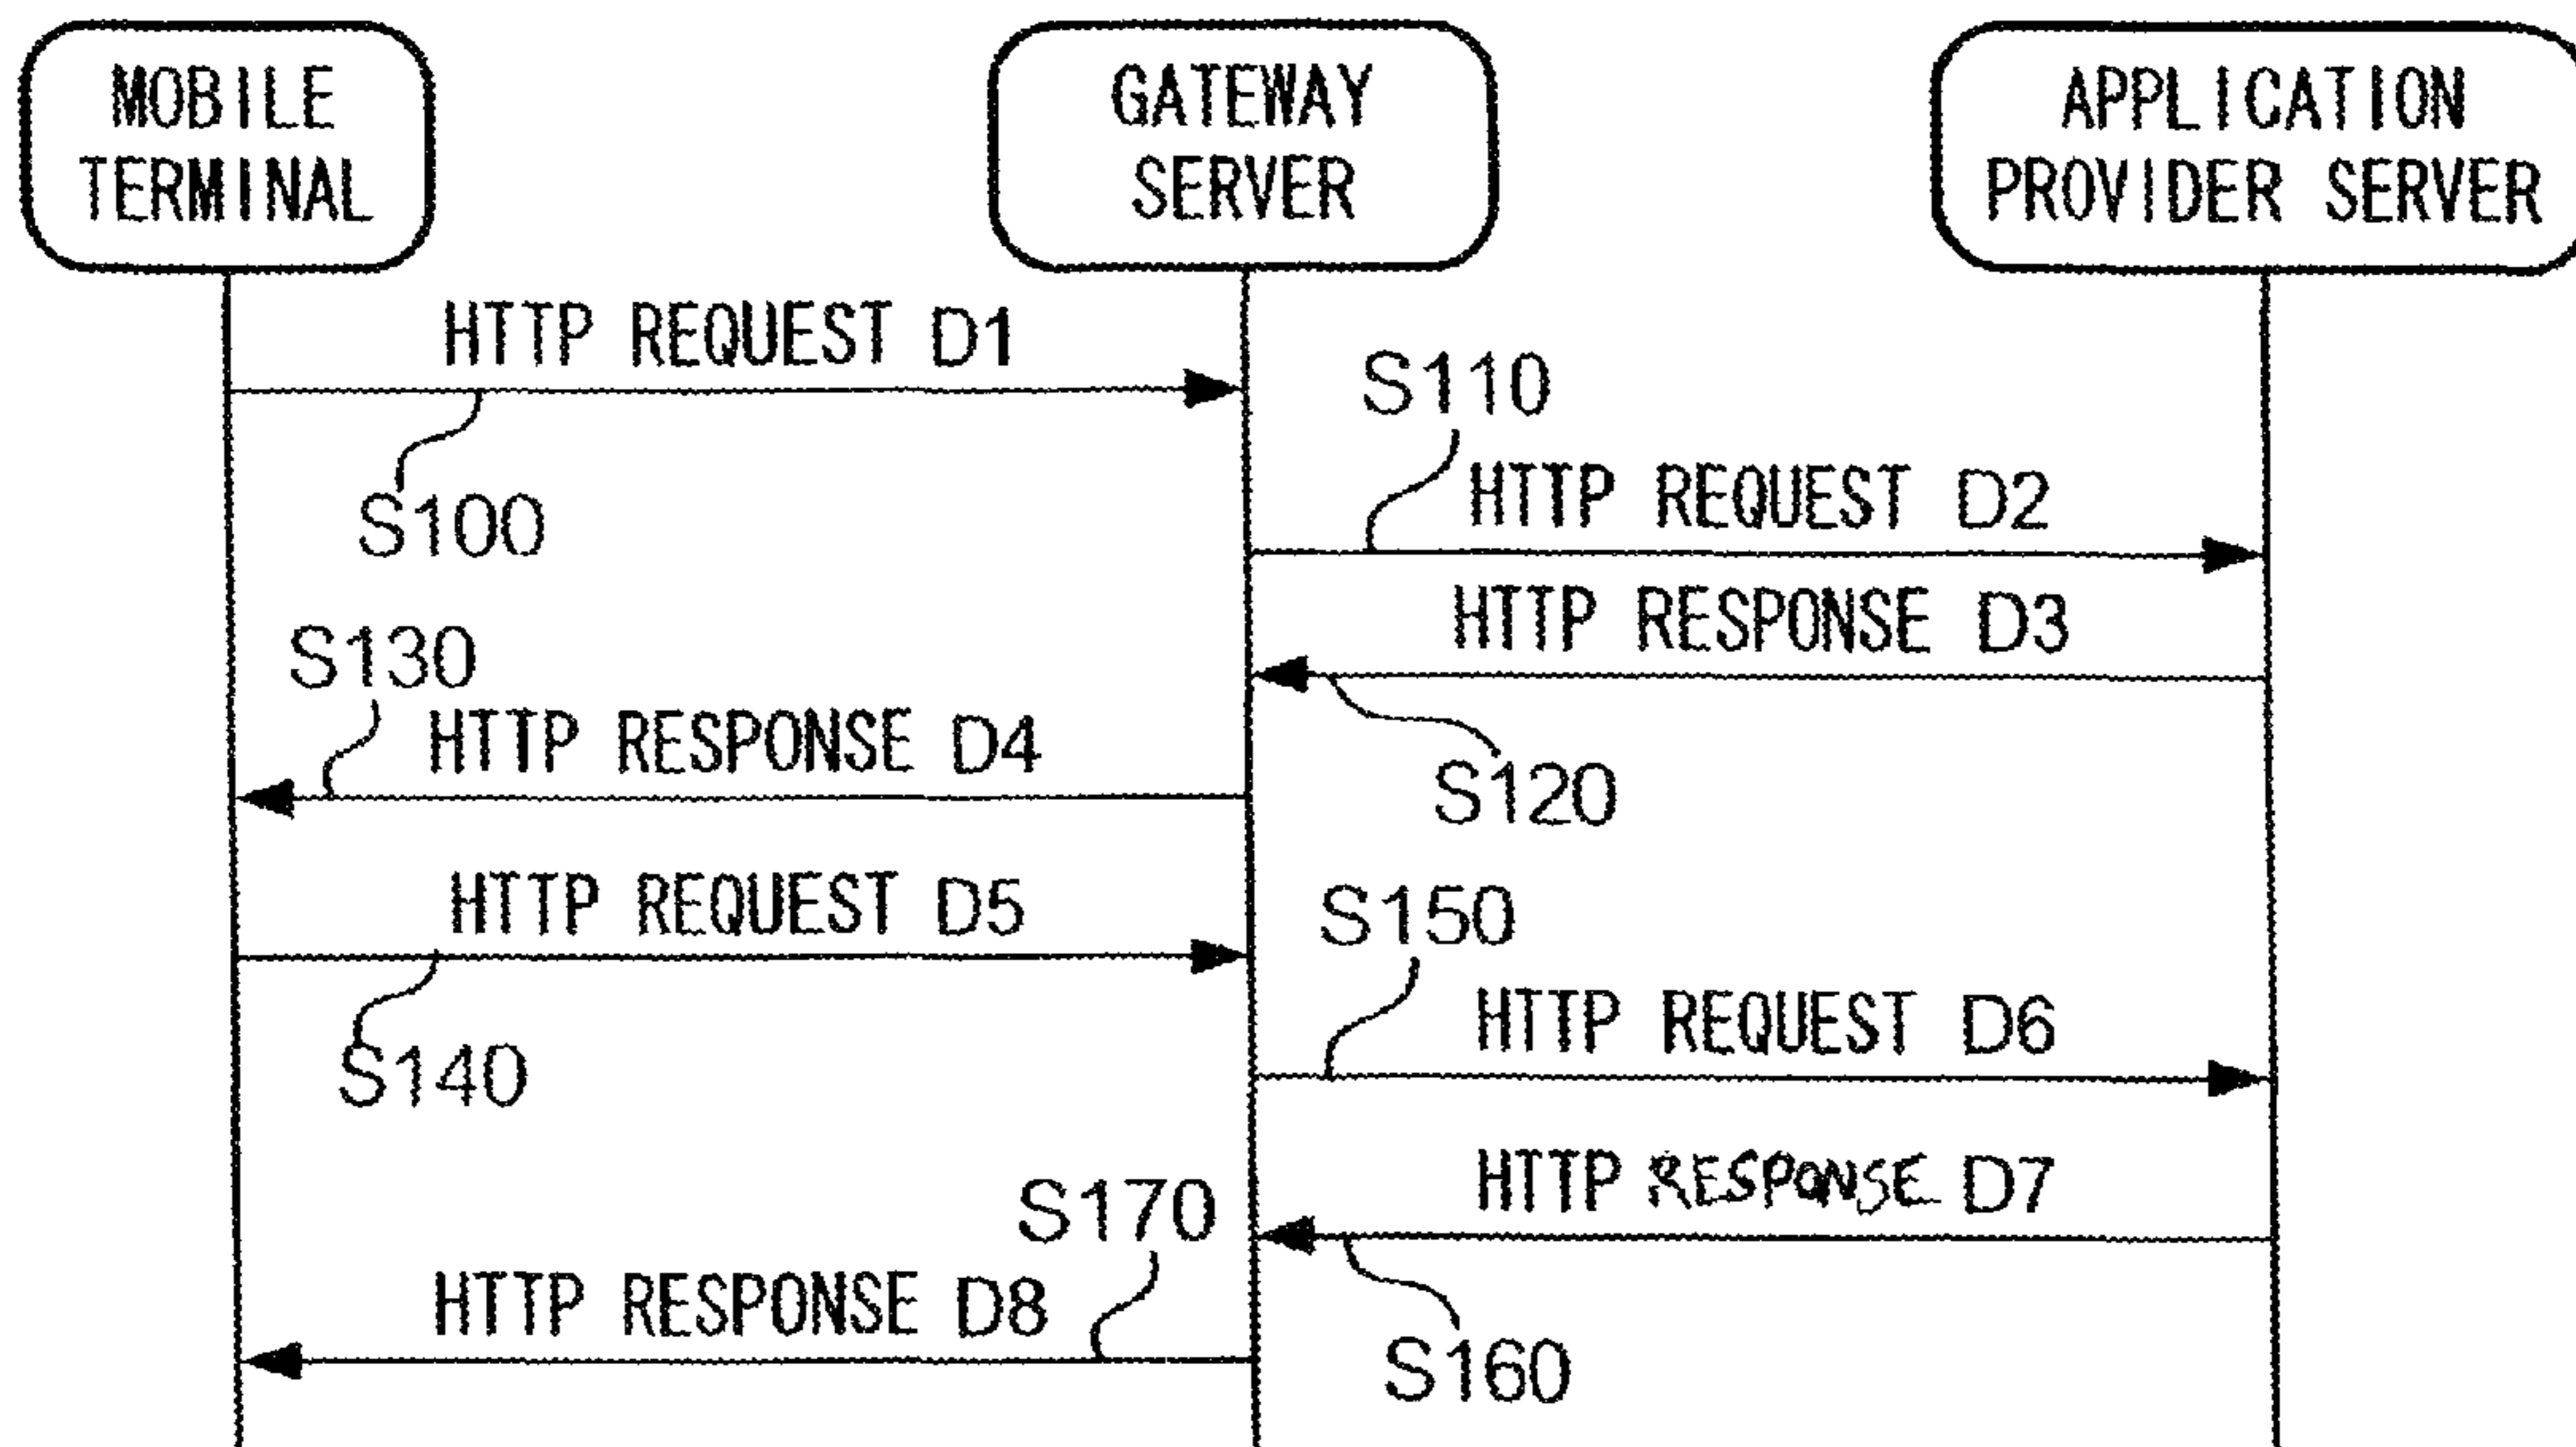 MOBILE
TERMINAL
GATEWAY
SERVER
APPLICATION
PROVIDER SERVER
HTTP REQUEST D1
S100
S110
HTTP REQUEST D2
HTTP RESPONSE D3
S120
S130
HTTP RESPONSE D4
HTTP REQUEST D5
S140
S150
HTTP REQUEST D6
HTTP RESPONSE D7
S160
S170
HTTP RESPONSE D8